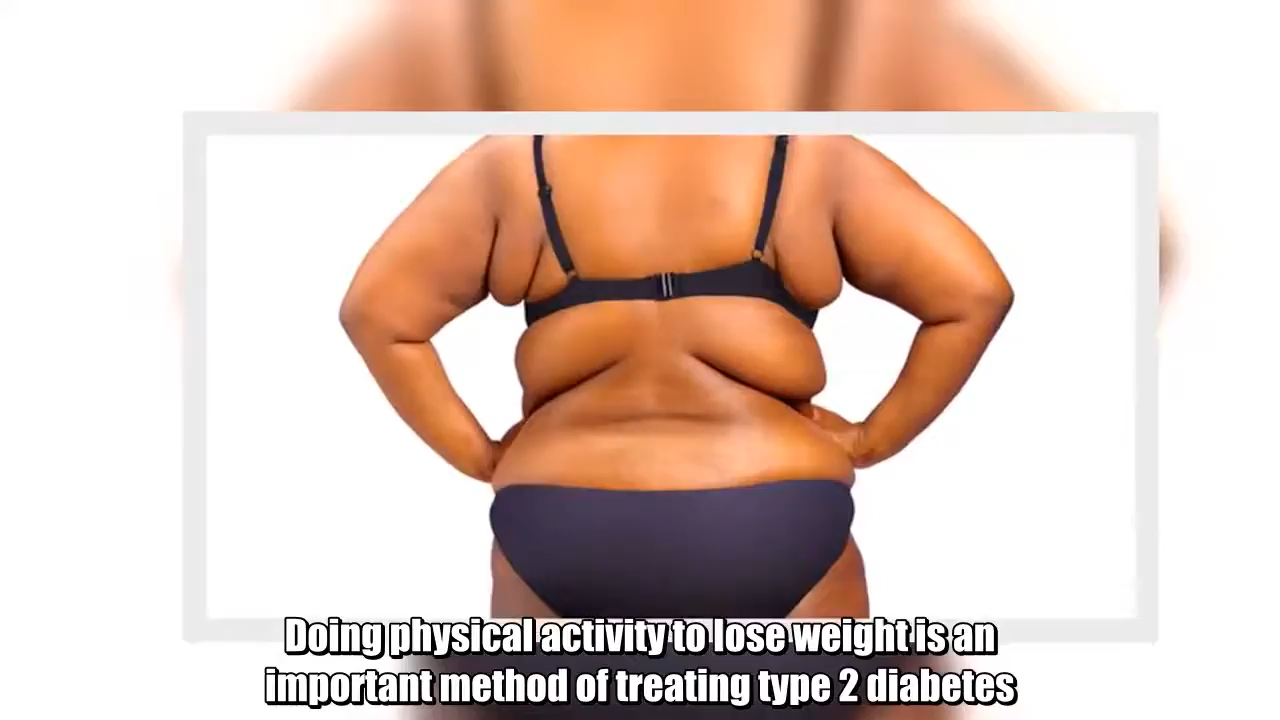 Doing physical activity to lose weight is an
important method of treating type 2 diabetes